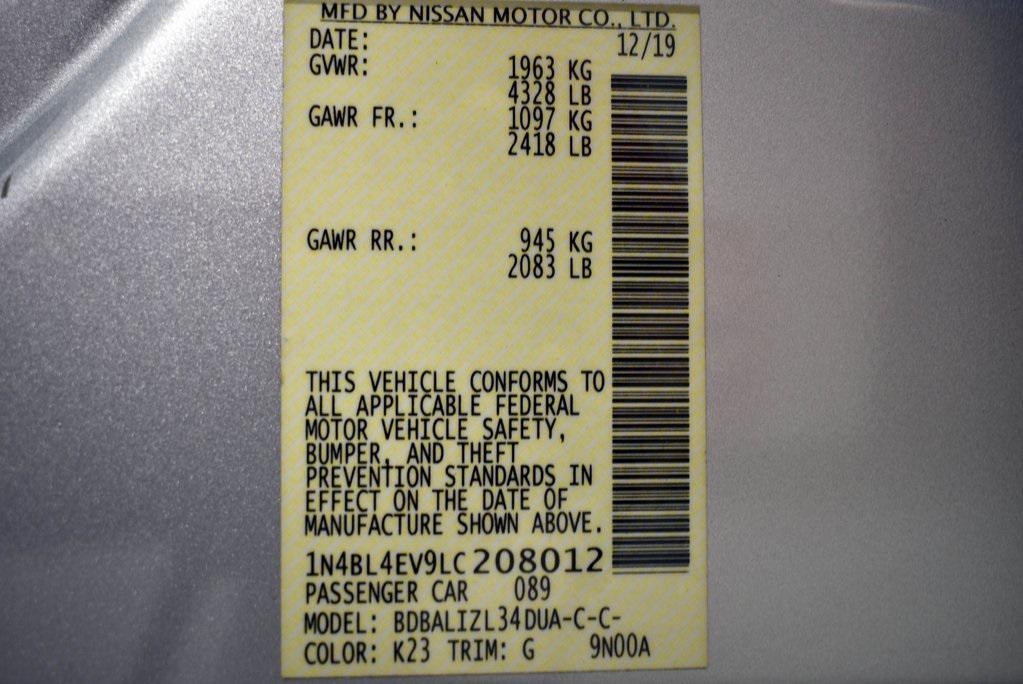 MFD BY NISSAN MOTOR CO., LTD.
DATE: 12/19
GVWR: 1963 KG
4328 LB
GAWR FR.: 1097 KG
2418 LB
GAWR RR.: 945 KG
2083 LB
THIS VEHICLE CONFORMS TO
ALL APPLICABLE FEDERAL
MOTOR VEHICLE SAFETY,
BUMPER, AND THEFT
PREVENTION STANDARDS IN
EFFECT ON THE DATE OF
MANUFACTURE SHOWN ABOVE.
1N4BL4EV9LC208012
PASSENGER CAR 089
MODEL: BDBALIZL34DUA-C-C-
COLOR: K23 TRIM: G 9N00A